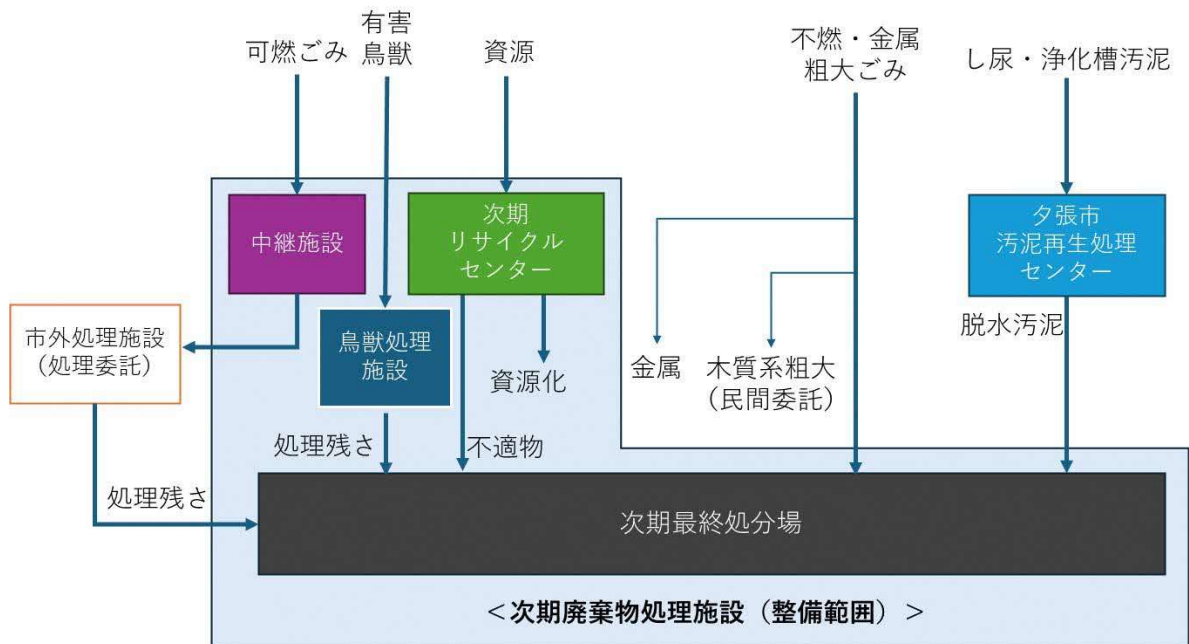 可燃ごみ
有害
鳥獣
資源
不燃・金属
粗大ごみ
し尿・浄化槽汚泥
中継施設
次期
リサイクル
センター
夕張市
汚泥再生処理
センター
市外処理施設
（処理委託）
鳥獣処理
施設
資源化
金属
木質系粗大
（民間委託）
脱水汚泥
処理残さ
不適物
処理残さ
次期最終処分場
＜次期廃棄物処理施設（整備範囲）＞